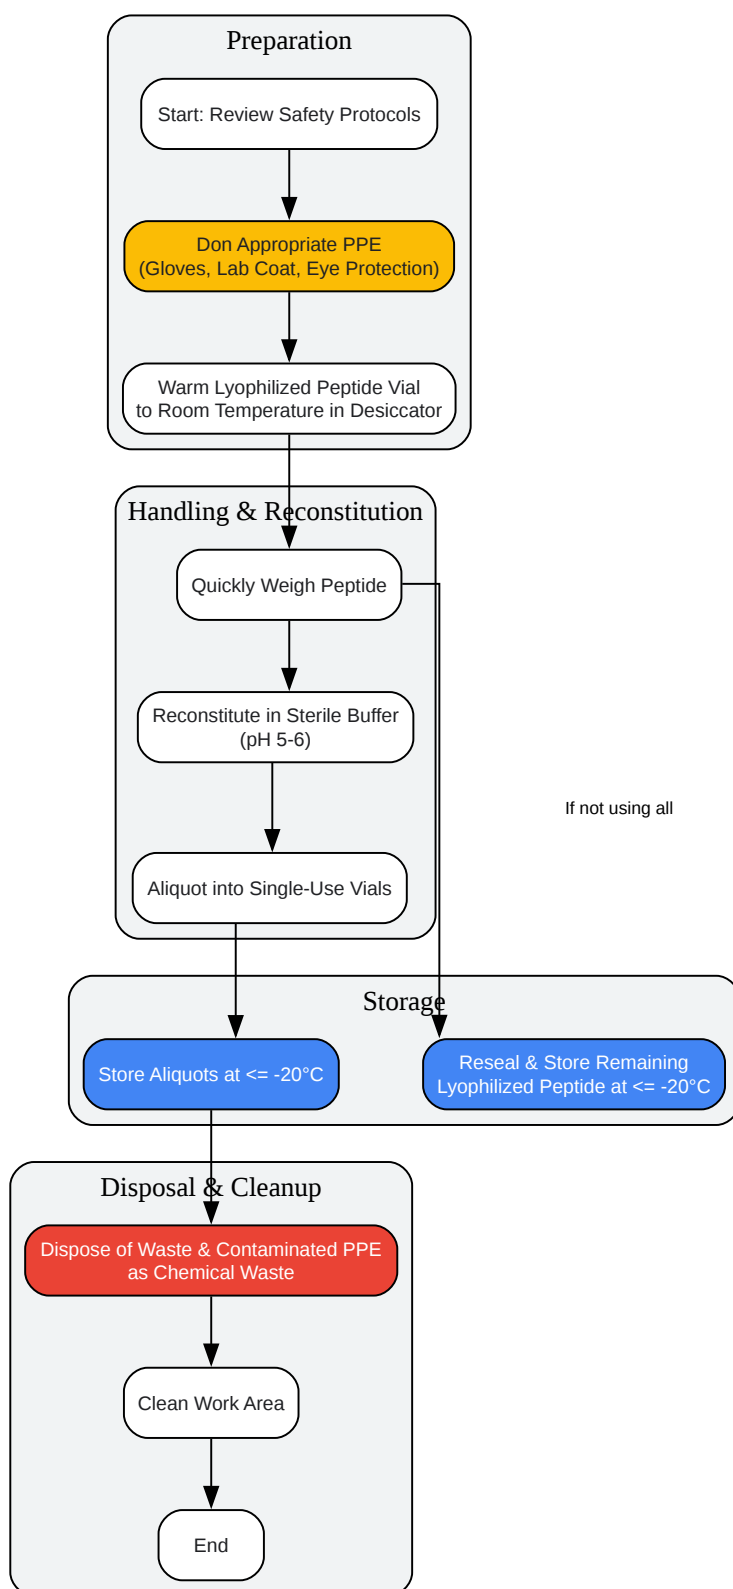 Preparation
Start: Review Safety Protocols
Don Appropriate PPE
(Gloves, Lab Coat, Eye Protection)
Warm Lyophilized Peptide Vial
to Room Temperature in Desiccator
Handling & Reconstitution
Quickly Weigh Peptide
Reconstitute in Sterile Buffer
(pH 5-6)
If not using all
Aliquot into Single-Use Vials
Storage
Store Aliquots at <= -20°C
Reseal & Store Remaining
Lyophilized Peptide at <= -20°C
Disposal & Cleanup
Dispose of Waste & Contaminated PPE
as Chemical Waste
Clean Work Area
End